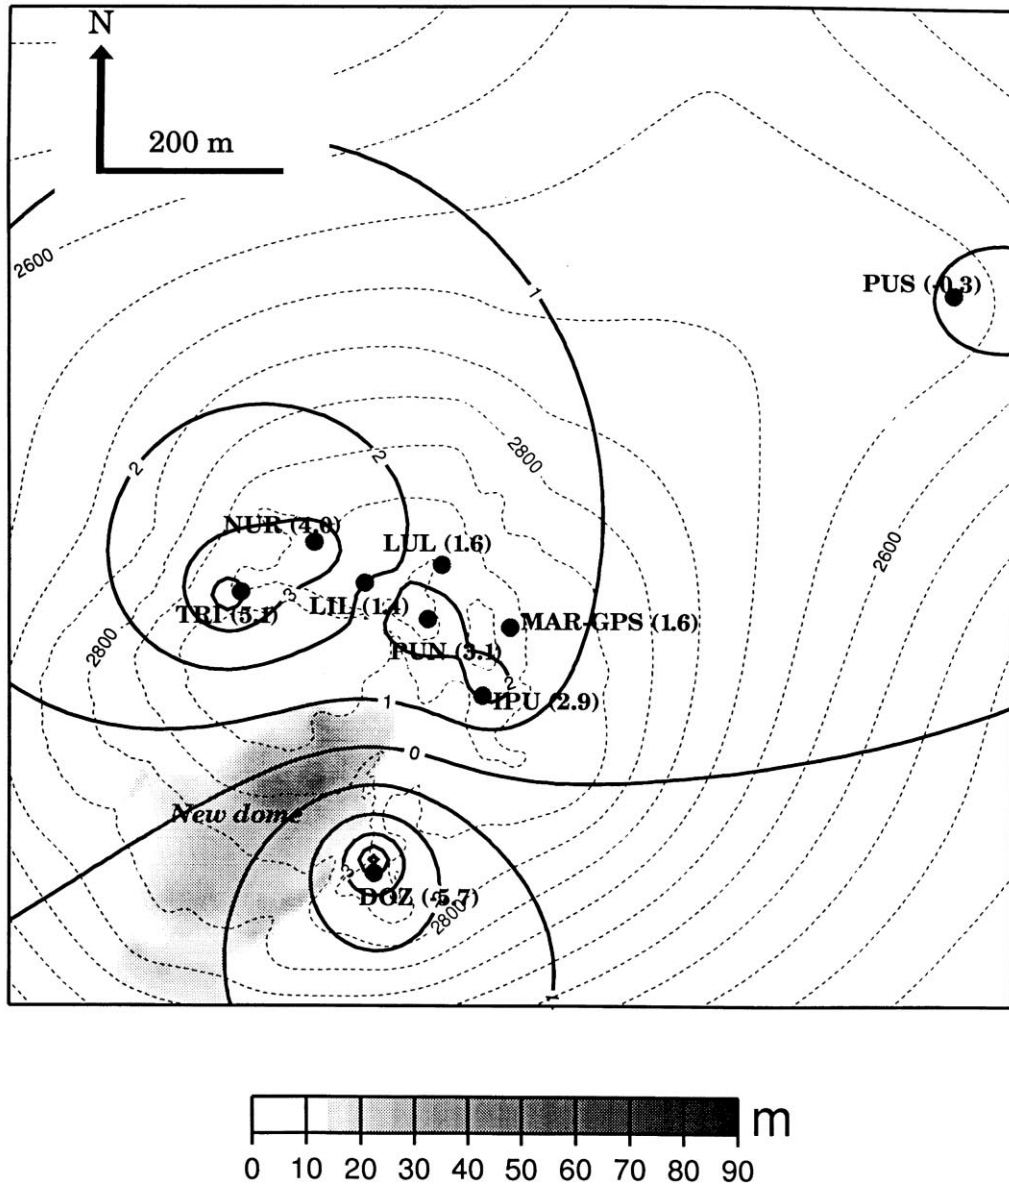 N
200 m
2600
1
PUS (-0.3)
2
2
2800
NUR (4.0)
LUL (1.6)
2600
3
TRI (5.1)
LIL (1.4)
MAR-GPS (1.6)
2800
PUN (3.1)
2
IPU (2.9)
1
0
New dome
3
DOZ (-5.7)
2
2800
1
m
0 10 20 30 40 50 60 70 80 90